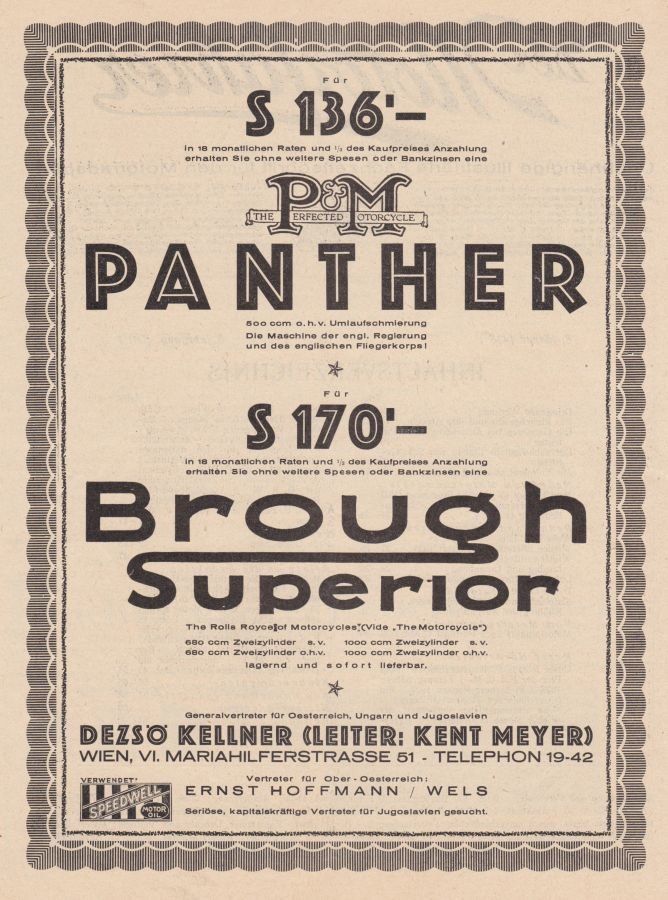 Für
S 136'—
in 18 monatlichen Raten und ⅓ des Kaufpreises Anzahlung
erhalten Sie ohne weitere Spesen oder Bankzinsen eine
P&M
THE PERFECTED MOTORCYCLE
PANTHER
500 ccm o.h.v. Umlaufschmierung
Die Maschine der engl. Regierung
und des englischen Fliegerkorps!
Für
S 170'—
in 18 monatlichen Raten und ⅓ des Kaufpreises Anzahlung
erhalten Sie ohne weitere Spesen oder Bankzinsen eine
Brough
Superior
The Rolls Royce of Motorcycles (Vide „The Motorcycle")
680 ccm Zweizylinder s.v. 1000 ccm Zweizylinder s.v.
680 ccm Zweizylinder o.h.v. 1000 ccm Zweizylinder o.h.v.
lagernd und sofort lieferbar.
Generalvertreter für Oesterreich, Ungarn und Jugoslavien
DEZSÖ KELLNER (LEITER: KENT MEYER)
WIEN, VI. MARIAHILFERSTRASSE 51 - TELEPHON 19-42
VERWENDET
SPEEDWELL
MOTOR
OIL
Vertreter für Ober-Oesterreich:
ERNST HOFFMANN / WELS
Seriöse, kapitalskräftige Vertreter für Jugoslavien gesucht.